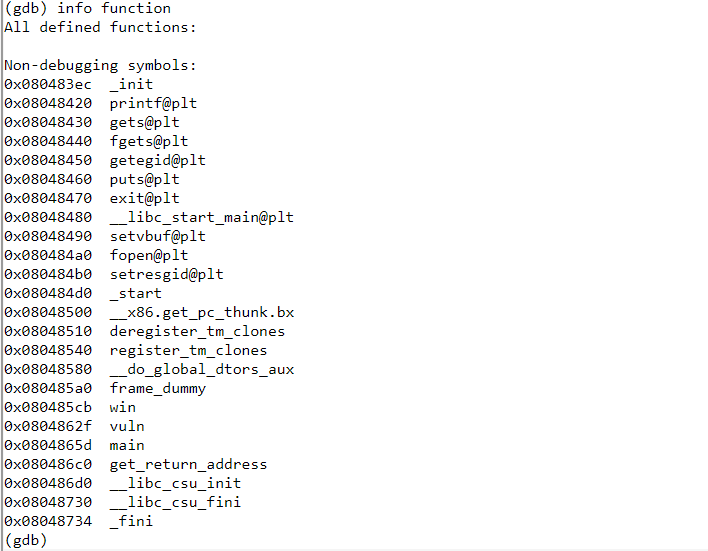 (gdb) info function
All defined functions:

Non-debugging symbols:
0x080483ec  _init
0x08048420  printf@plt
0x08048430  gets@plt
0x08048440  fgets@plt
0x08048450  getegid@plt
0x08048460  puts@plt
0x08048470  exit@plt
0x08048480  __libc_start_main@plt
0x08048490  setvbuf@plt
0x080484a0  fopen@plt
0x080484b0  setresgid@plt
0x080484d0  _start
0x08048500  __x86.get_pc_thunk.bx
0x08048510  deregister_tm_clones
0x08048540  register_tm_clones
0x08048580  __do_global_dtors_aux
0x080485a0  frame_dummy
0x080485cb  win
0x0804862f  vuln
0x0804865d  main
0x080486c0  get_return_address
0x080486d0  __libc_csu_init
0x08048730  __libc_csu_fini
0x08048734  _fini
(gdb)